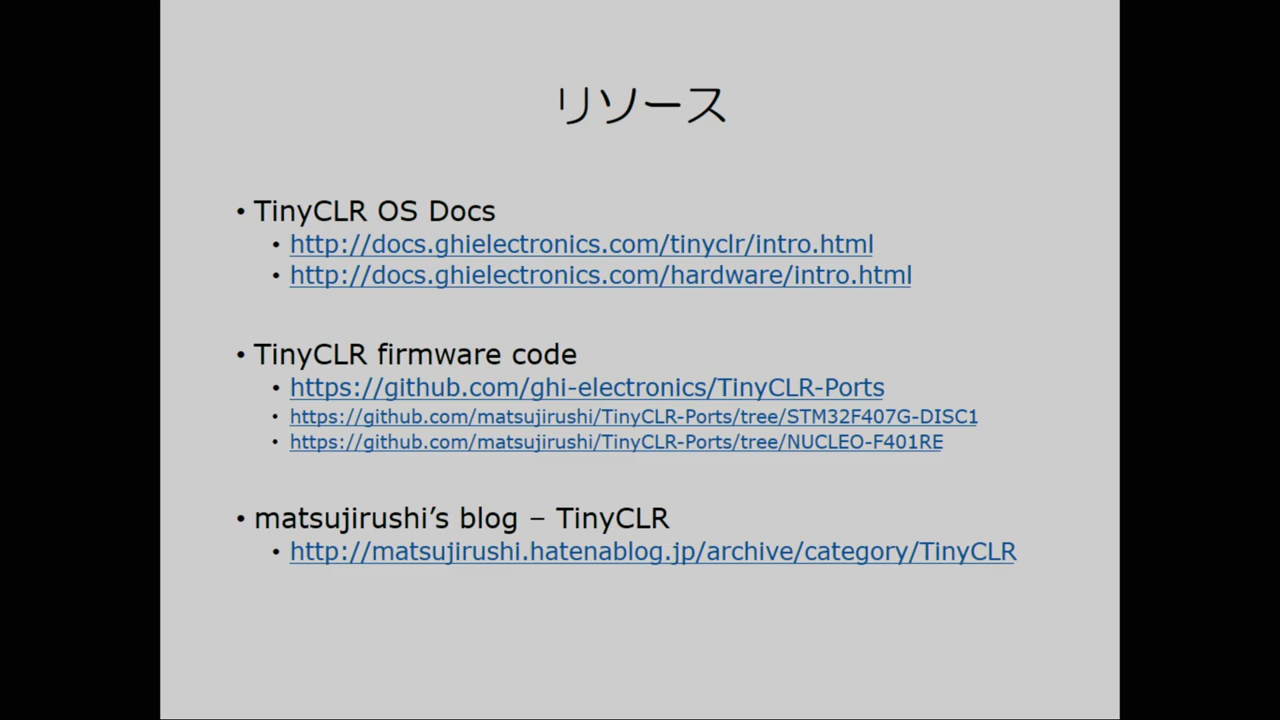 リソース
• TinyCLR OS Docs
• http://docs.ghielectronics.com/tinyclr/intro.html
• http://docs.ghielectronics.com/hardware/intro.html
• TinyCLR firmware code
• https://github.com/ghi-electronics/TinyCLR-Ports
• https://github.com/matsujirushi/TinyCLR-Ports/tree/STM32F407G-DISC1
• https://github.com/matsujirushi/TinyCLR-Ports/tree/NUCLEO-F401RE
• matsujirushi’s blog – TinyCLR
• http://matsujirushi.hatenablog.jp/archive/category/TinyCLR